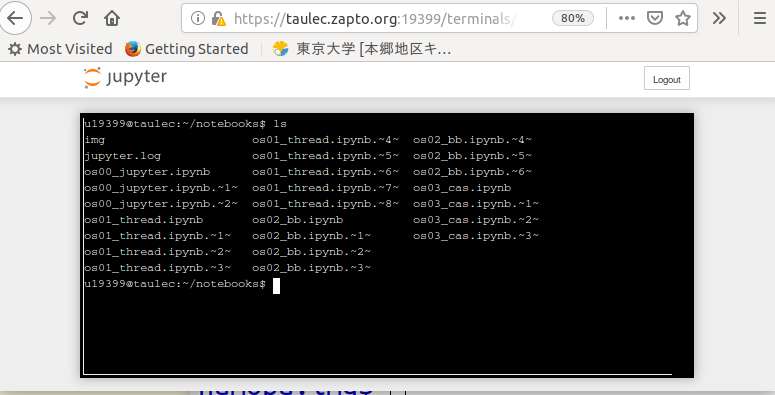 https://taulec.zapto.org:19399/terminals/ 80%
Most Visited Getting Started 東京大学 [本郷地区キ…
jupyter Logout
u19399@taulec:~/notebooks$ ls
img os01_thread.ipynb.~4~ os02_bb.ipynb.~4~
jupyter.log os01_thread.ipynb.~5~ os02_bb.ipynb.~5~
os00_jupyter.ipynb os01_thread.ipynb.~6~ os02_bb.ipynb.~6~
os00_jupyter.ipynb.~1~ os01_thread.ipynb.~7~ os03_cas.ipynb
os00_jupyter.ipynb.~2~ os01_thread.ipynb.~8~ os03_cas.ipynb.~1~
os01_thread.ipynb os02_bb.ipynb os03_cas.ipynb.~2~
os01_thread.ipynb.~1~ os02_bb.ipynb.~1~ os03_cas.ipynb.~3~
os01_thread.ipynb.~2~ os02_bb.ipynb.~2~
os01_thread.ipynb.~3~ os02_bb.ipynb.~3~
u19399@taulec:~/notebooks$